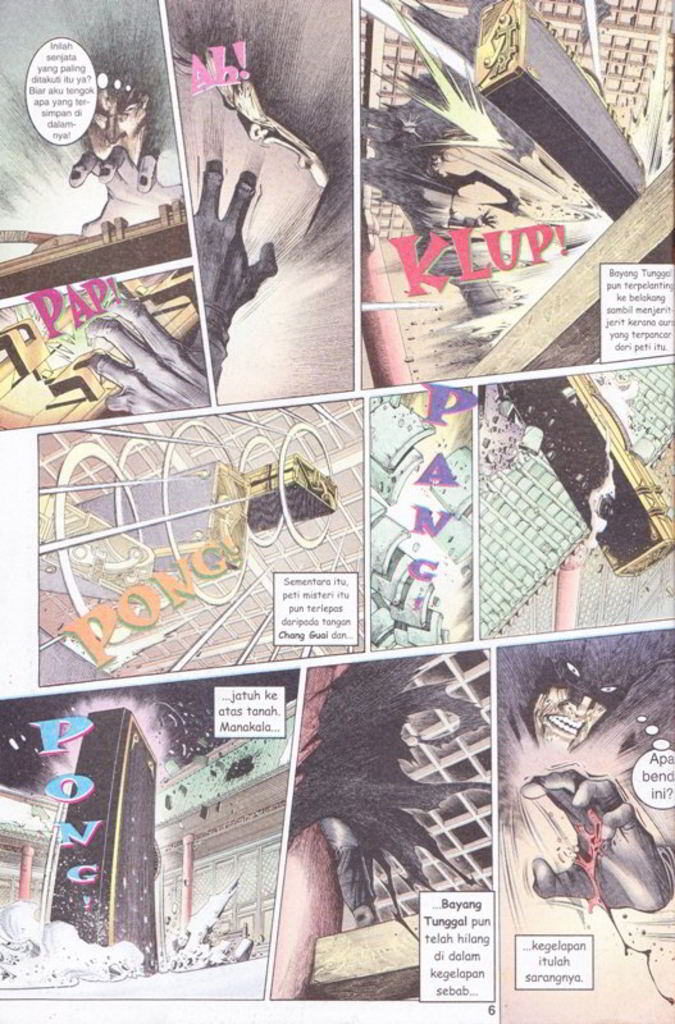 Inilah
senjata
yang paling
ditakuti itu ya?
Biar aku tengok
apa yang ter-
simpan di
dalam-
nya!
AH!
KLUP!
PAP!
Bayang Tunggal
pun terpelanting
ke belakang
sambil menjerit-
jerit kerana aura
yang terpancar
dari peti itu.
PONG!
Sementara itu,
peti misteri itu
pun terlepas
daripada tangan
Chang Guai dan...
PANG!
PONG!
...jatuh ke
atas tanah.
Manakala...
...Bayang
Tunggal pun
telah hilang
di dalam
kegelapan
sebab...
Apa
bend
ini?
...kegelapan
itulah
sarangnya.
6